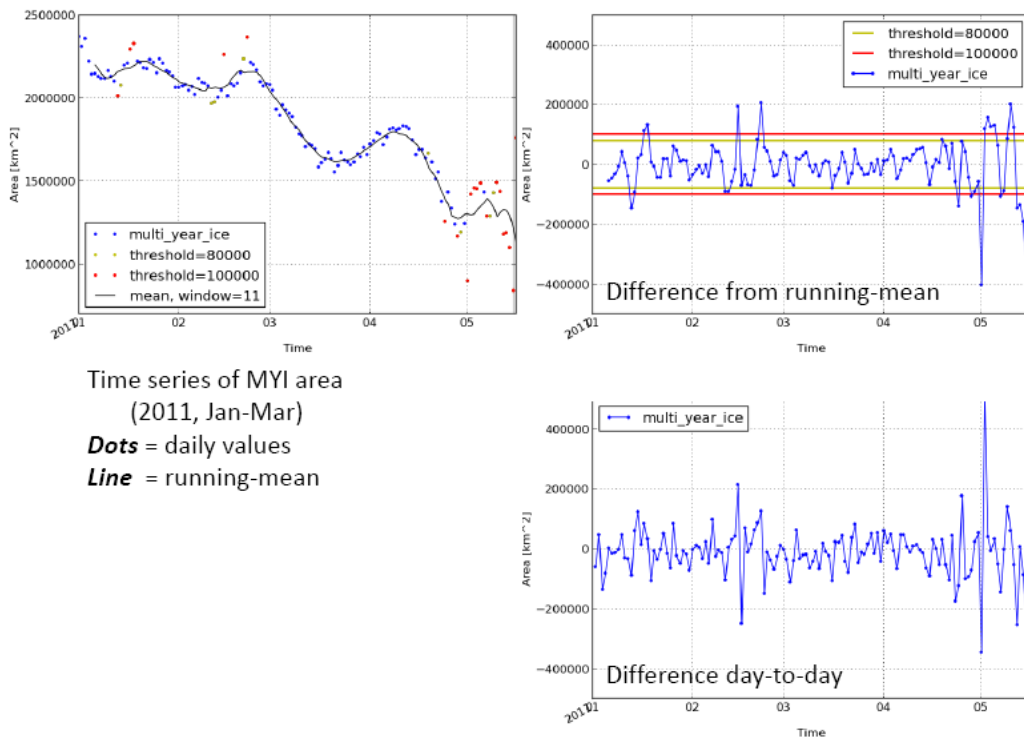 2500000
2000000
1500000
1000000
Area [km^2]
multi_year_ice
threshold=80000
threshold=100000
mean, window=11
2011
01
02
03
04
05
Time
Time series of MYI area
(2011, Jan-Mar)
Dots = daily values
Line = running-mean
400000
200000
0
−200000
−400000
Area [km^2]
threshold=80000
threshold=100000
multi_year_ice
Difference from running-mean
2011
01
02
03
04
05
Time
400000
200000
0
−200000
−400000
Area [km^2]
multi_year_ice
Difference day-to-day
2011
01
02
03
04
05
Time